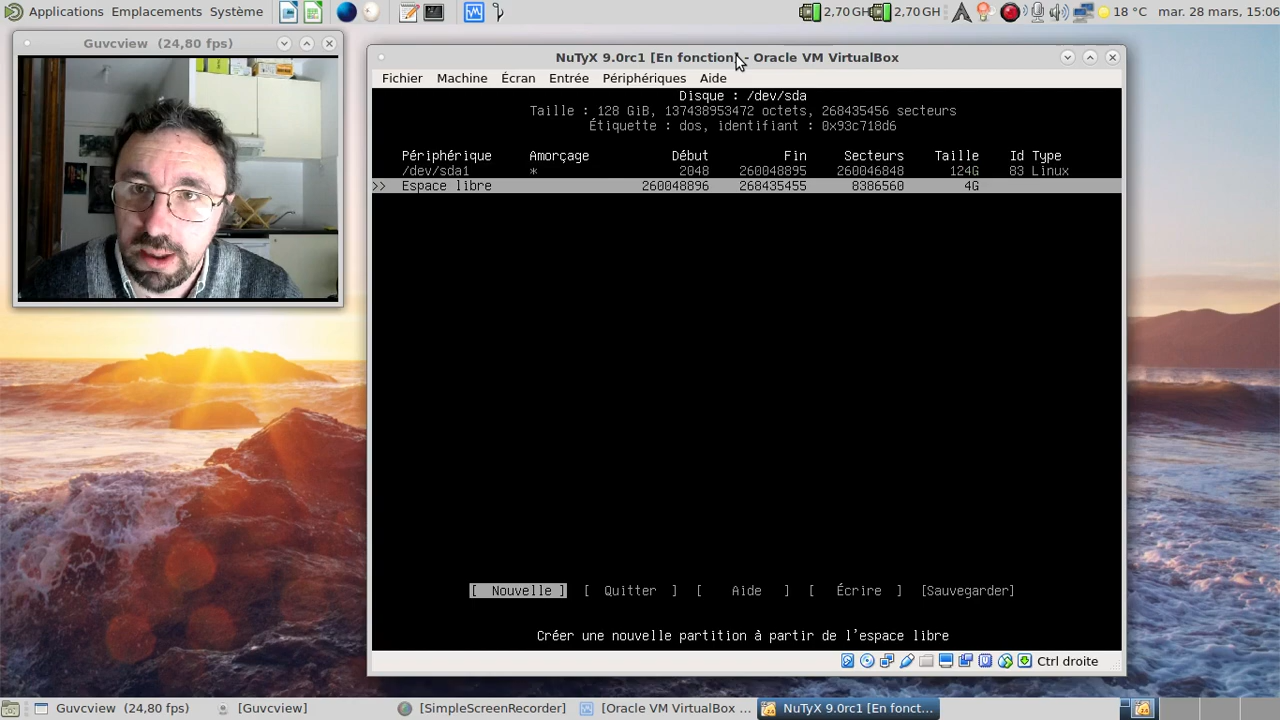 Applications Emplacements Système 2,70 GH 2,70 GH 18 °C mar. 28 mars, 15:06
Guvcview (24,80 fps)
NuTyX 9.0rc1 [En fonction] - Oracle VM VirtualBox
Fichier Machine Écran Entrée Périphériques Aide
Disque : /dev/sda
Taille : 128 GiB, 137438953472 octets, 268435456 secteurs
Étiquette : dos, identifiant : 0x93c718d6
Périphérique Amorçage Début Fin Secteurs Taille Id Type
/dev/sda1 * 2048 260048895 260046848 124G 83 Linux
>> Espace libre 260048896 268435455 8386560 4G
[ Nouvelle ] [ Quitter ] [ Aide ] [ Écrire ] [Sauvegarder]
Créer une nouvelle partition à partir de l'espace libre
Ctrl droite
Guvcview (24,80 fps) [Guvcview] [SimpleScreenRecorder] [Oracle VM VirtualBox ... NuTyX 9.0rc1 [En fonct...